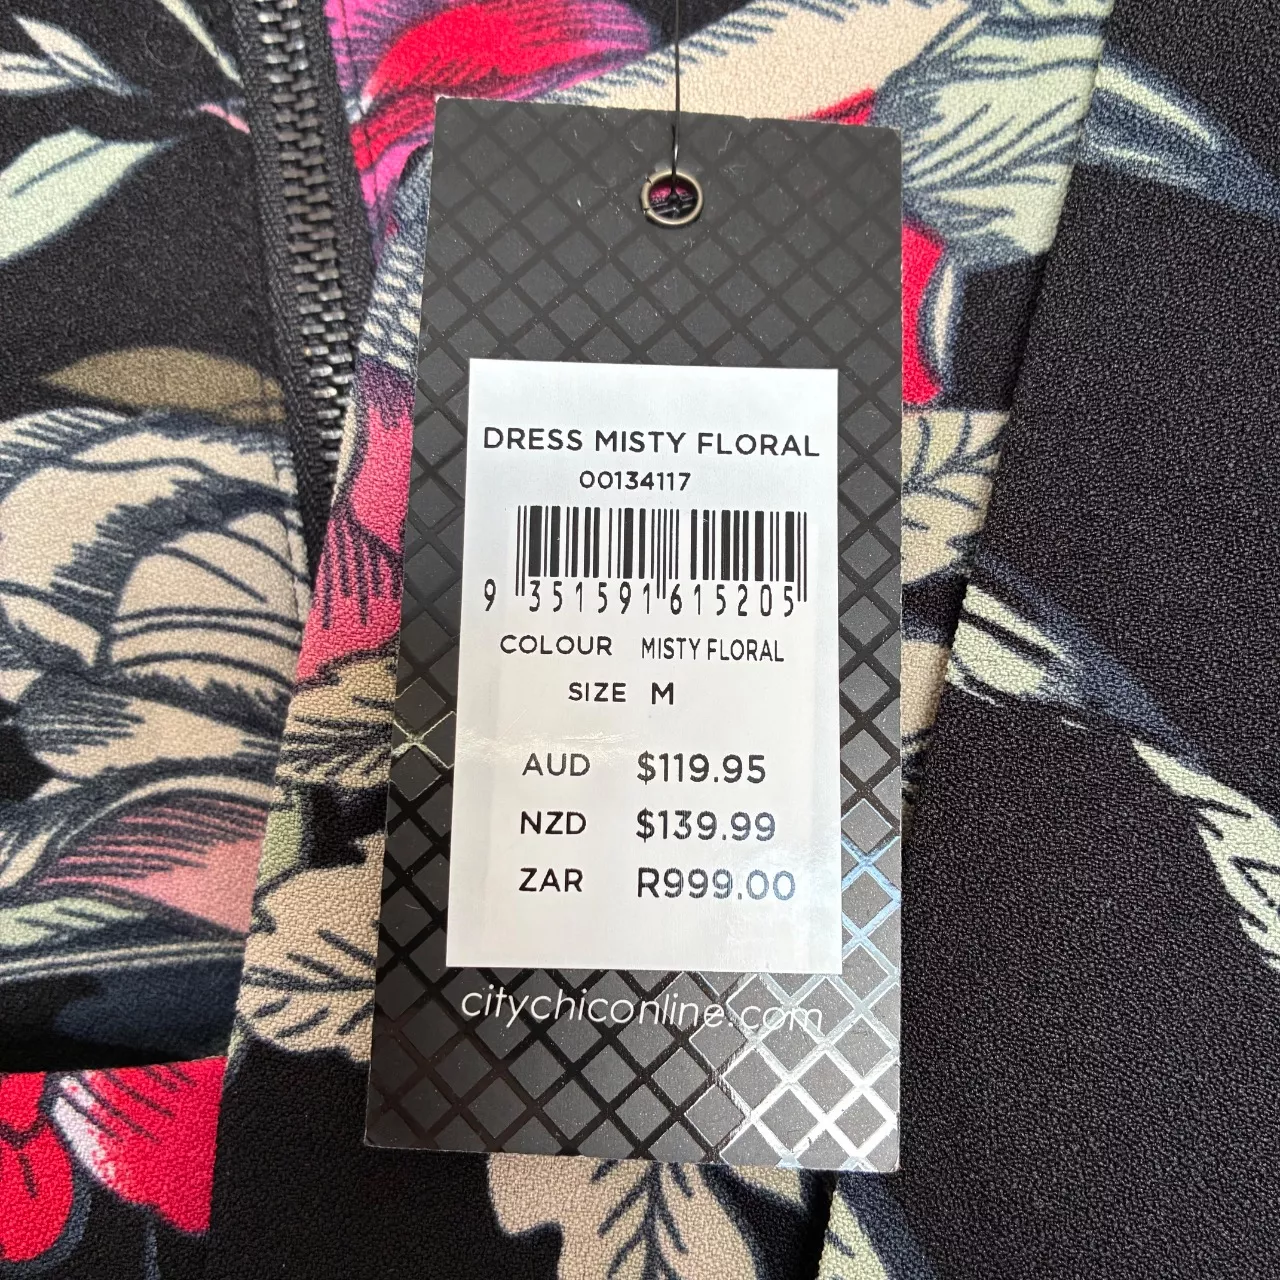 DRESS MISTY FLORAL
00134117
9 351591 615205
COLOUR MISTY FLORAL
SIZE M
AUD $119.95
NZD $139.99
ZAR R999.00
citychiconline.com